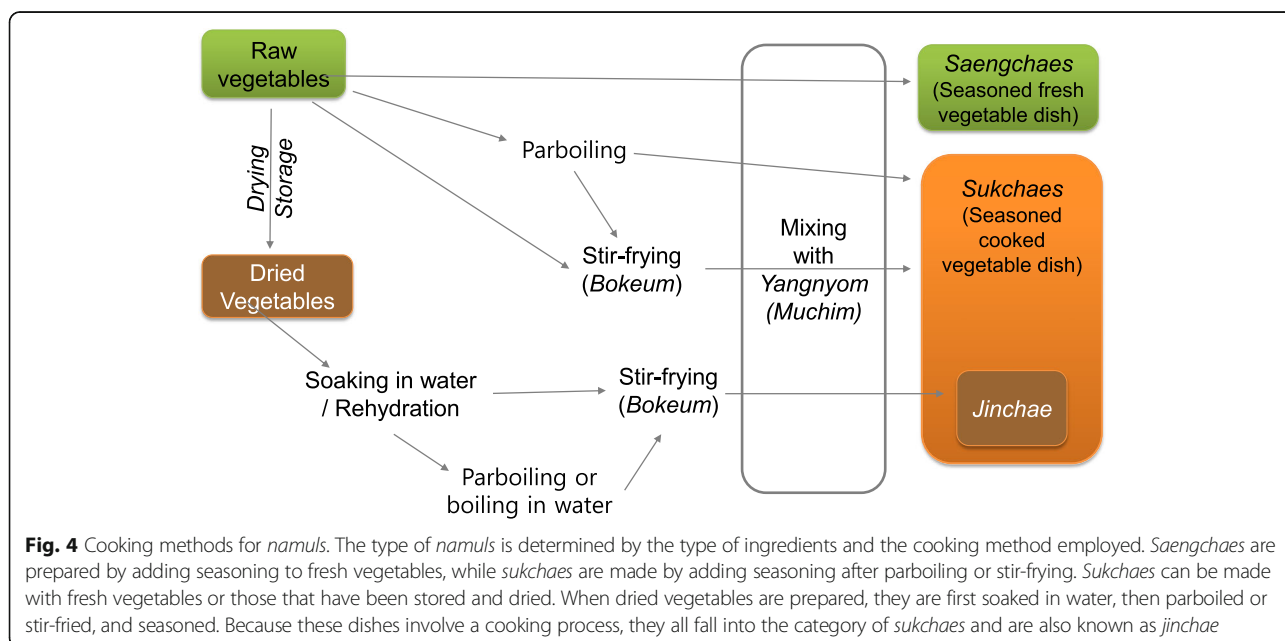 Raw
vegetables
Saengchaes
(Seasoned fresh
vegetable dish)
Drying
Storage
Parboiling
Sukchaes
(Seasoned
cooked
vegetable dish)
Stir-frying
(Bokeum)
Mixing
with
Yangnyom
(Muchim)
Dried
Vegetables
Soaking in water
/ Rehydration
Stir-frying
(Bokeum)
Jinchae
Parboiling or
boiling in water
Fig. 4 Cooking methods for namuls. The type of namuls is determined by the type of ingredients and the cooking method employed. Saengchaes are
prepared by adding seasoning to fresh vegetables, while sukchaes are made by adding seasoning after parboiling or stir-frying. Sukchaes can be made
with fresh vegetables or those that have been stored and dried. When dried vegetables are prepared, they are first soaked in water, then parboiled or
stir-fried, and seasoned. Because these dishes involve a cooking process, they all fall into the category of sukchaes and are also known as jinchae